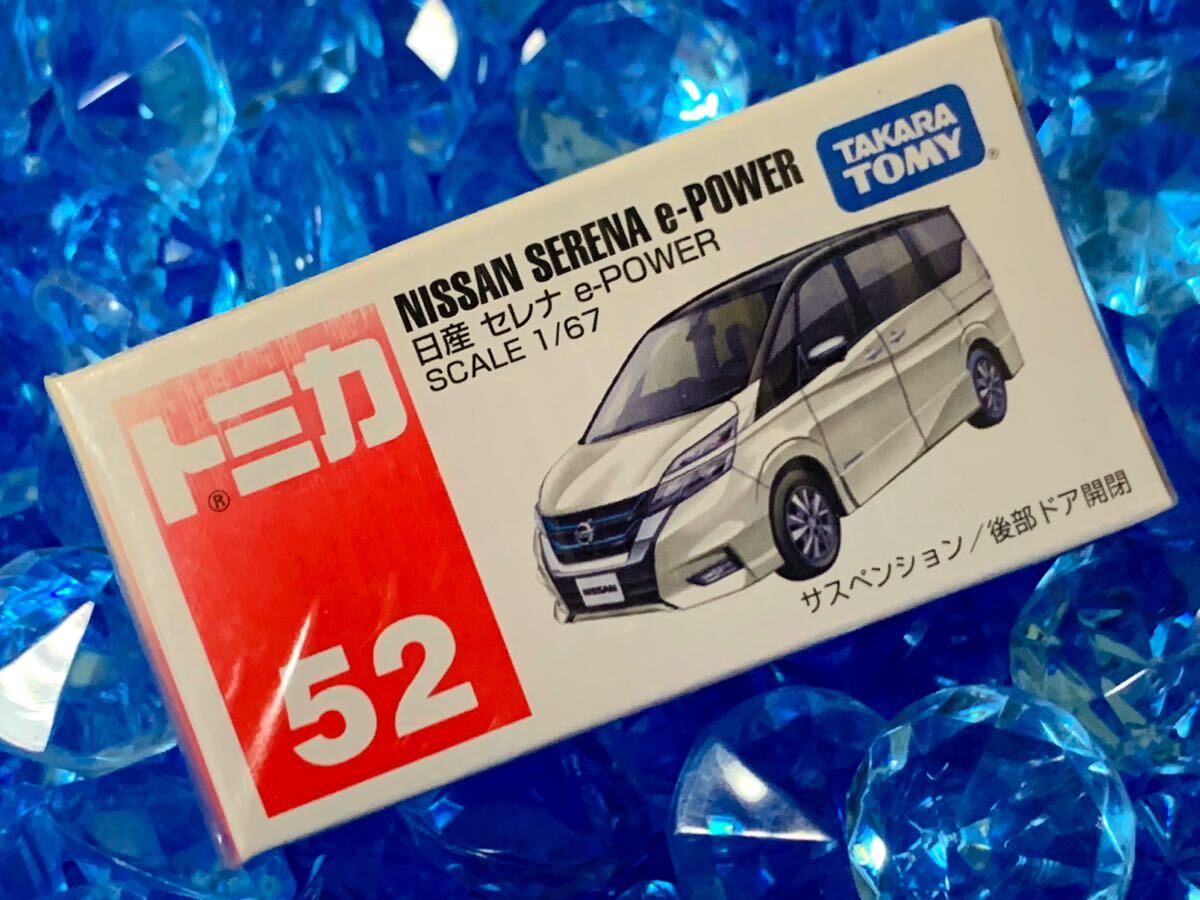 トミカ
®
52
NISSAN SERENA e-POWER
日産 セレナ e-POWER
SCALE 1/67
TAKARA
TOMY®
NISSAN
サスペンション/後部ドア開閉